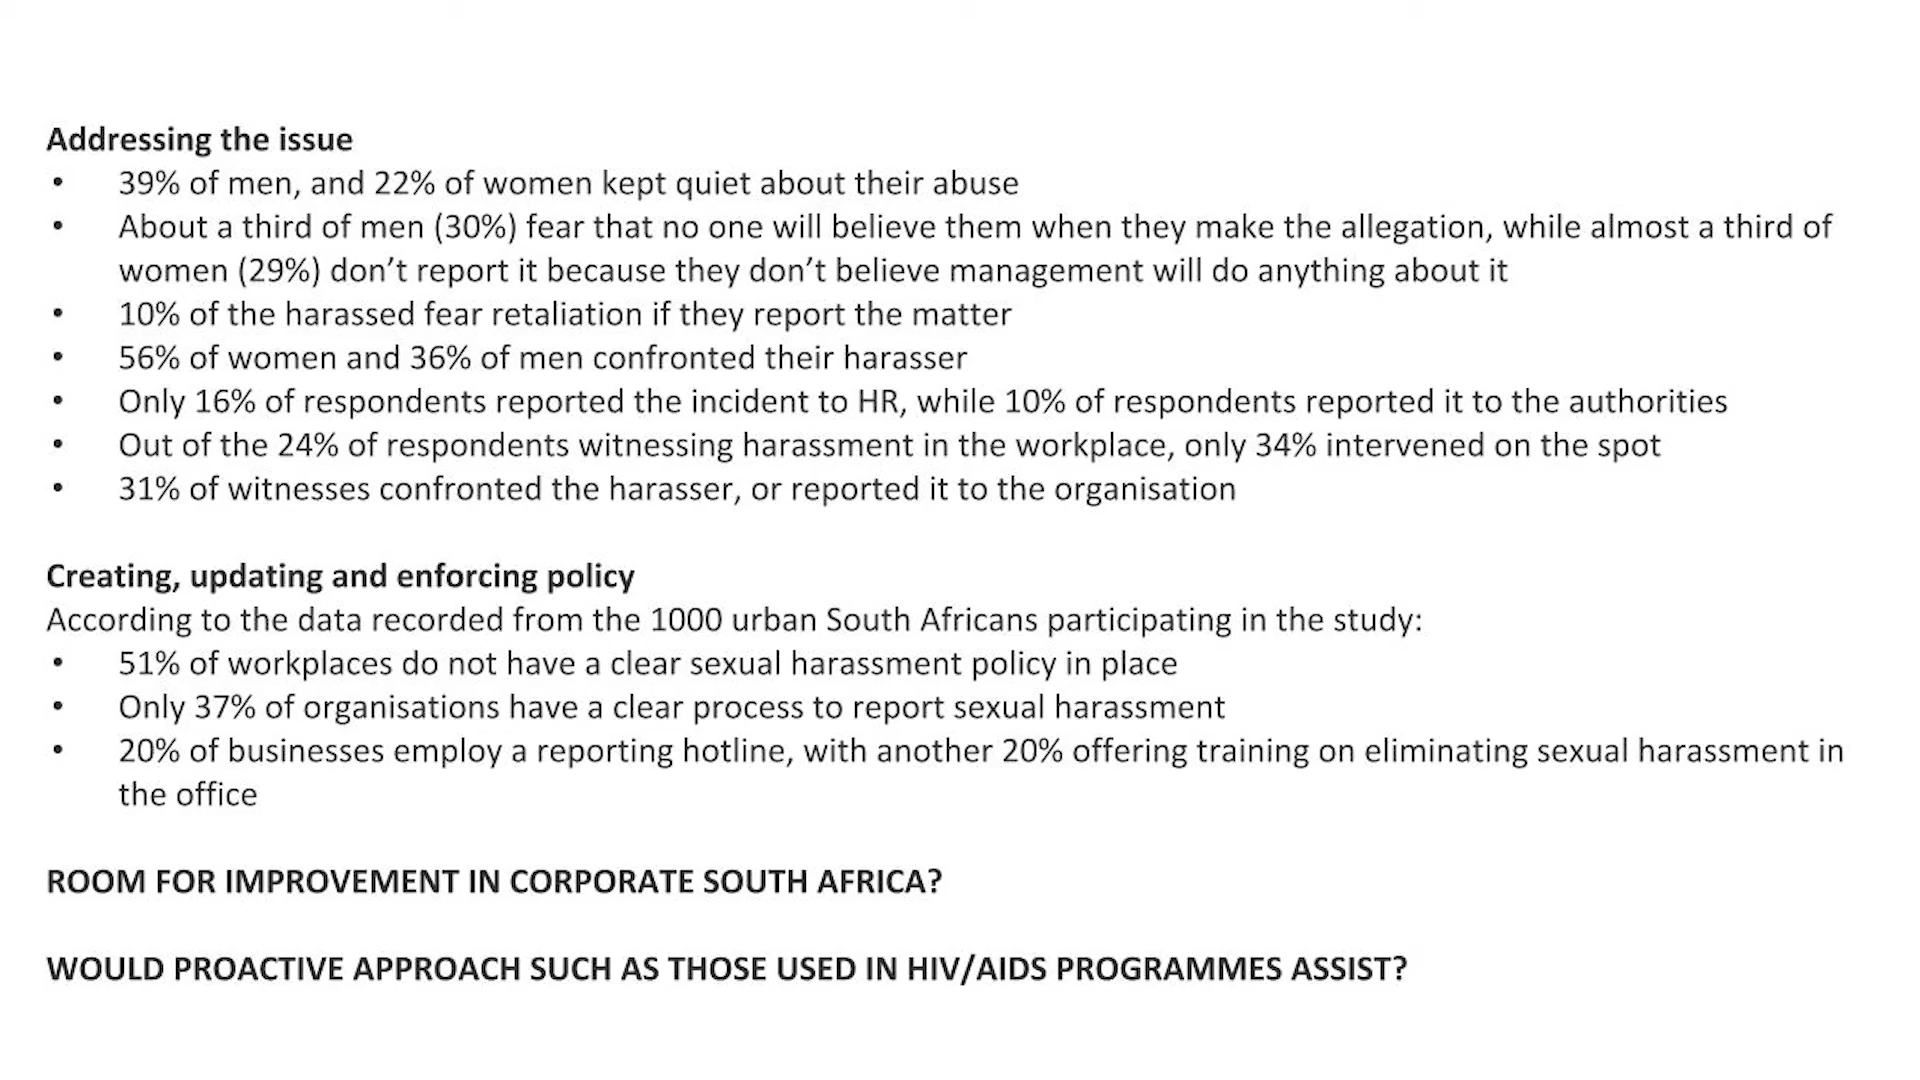 Addressing the issue
• 39% of men, and 22% of women kept quiet about their abuse
• About a third of men (30%) fear that no one will believe them when they make the allegation, while almost a third of
women (29%) don’t report it because they don’t believe management will do anything about it
• 10% of the harassed fear retaliation if they report the matter
• 56% of women and 36% of men confronted their harasser
• Only 16% of respondents reported the incident to HR, while 10% of respondents reported it to the authorities
• Out of the 24% of respondents witnessing harassment in the workplace, only 34% intervened on the spot
• 31% of witnesses confronted the harasser, or reported it to the organisation
Creating, updating and enforcing policy
According to the data recorded from the 1000 urban South Africans participating in the study:
• 51% of workplaces do not have a clear sexual harassment policy in place
• Only 37% of organisations have a clear process to report sexual harassment
• 20% of businesses employ a reporting hotline, with another 20% offering training on eliminating sexual harassment in
the office
ROOM FOR IMPROVEMENT IN CORPORATE SOUTH AFRICA?
WOULD PROACTIVE APPROACH SUCH AS THOSE USED IN HIV/AIDS PROGRAMMES ASSIST?